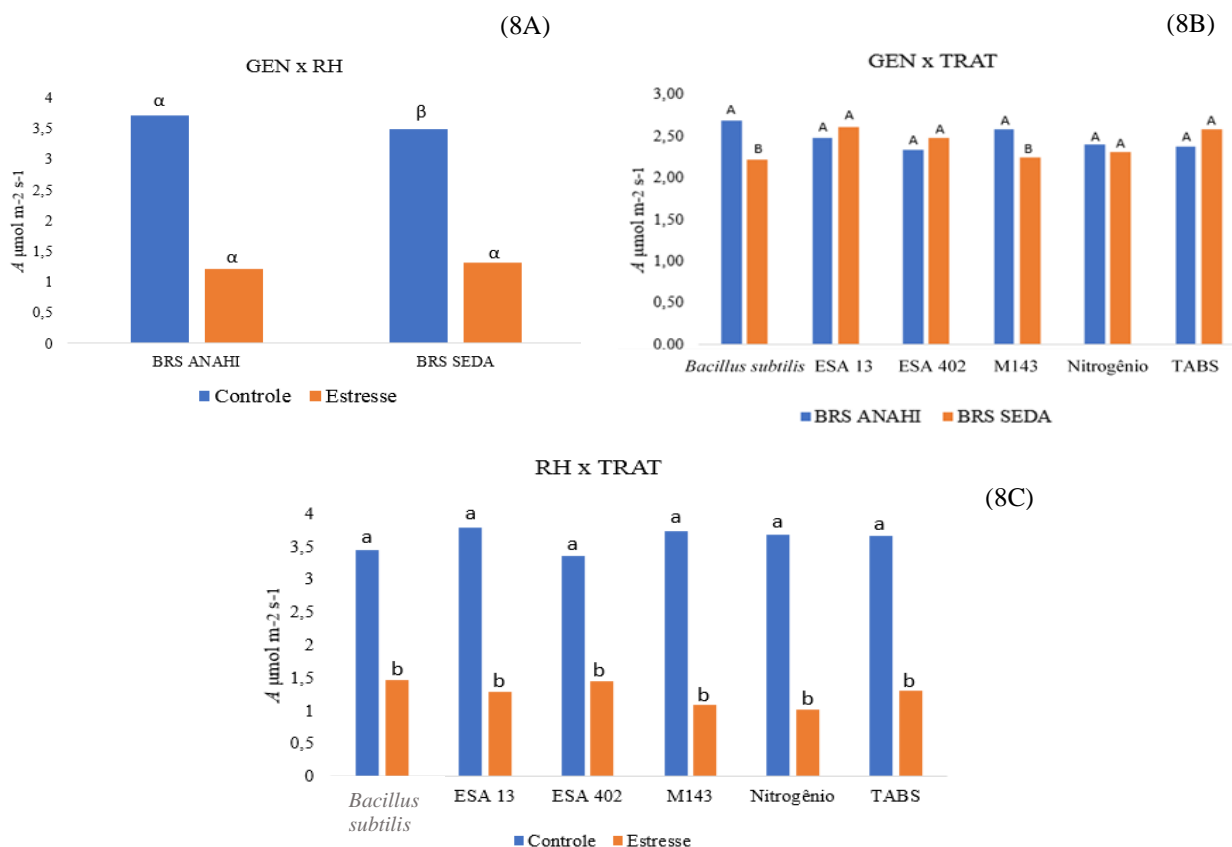 (8A)
GEN x RH
A µmol m-2 s-1
4
3,5
3
2,5
2
1,5
1
0,5
0
α
α
β
α
BRS ANAHI
BRS SEDA
Controle
Estresse
(8B)
GEN x TRAT
A µmol m-2 s-1
3,00
2,50
2,00
1,50
1,00
0,50
0.00
A
B
A
A
A
A
A
B
A
A
A
A
Bacillus subtilis
ESA 13
ESA 402
M143
Nitrogênio
TABS
BRS ANAHI
BRS SEDA
RH x TRAT
(8C)
A µmol m-2 s-1
4
3,5
3
2,5
2
1,5
1
0,5
0
a
b
a
b
a
b
a
b
a
b
a
b
Bacillus
subtilis
ESA 13
ESA 402
M143
Nitrogênio
TABS
Controle
Estresse